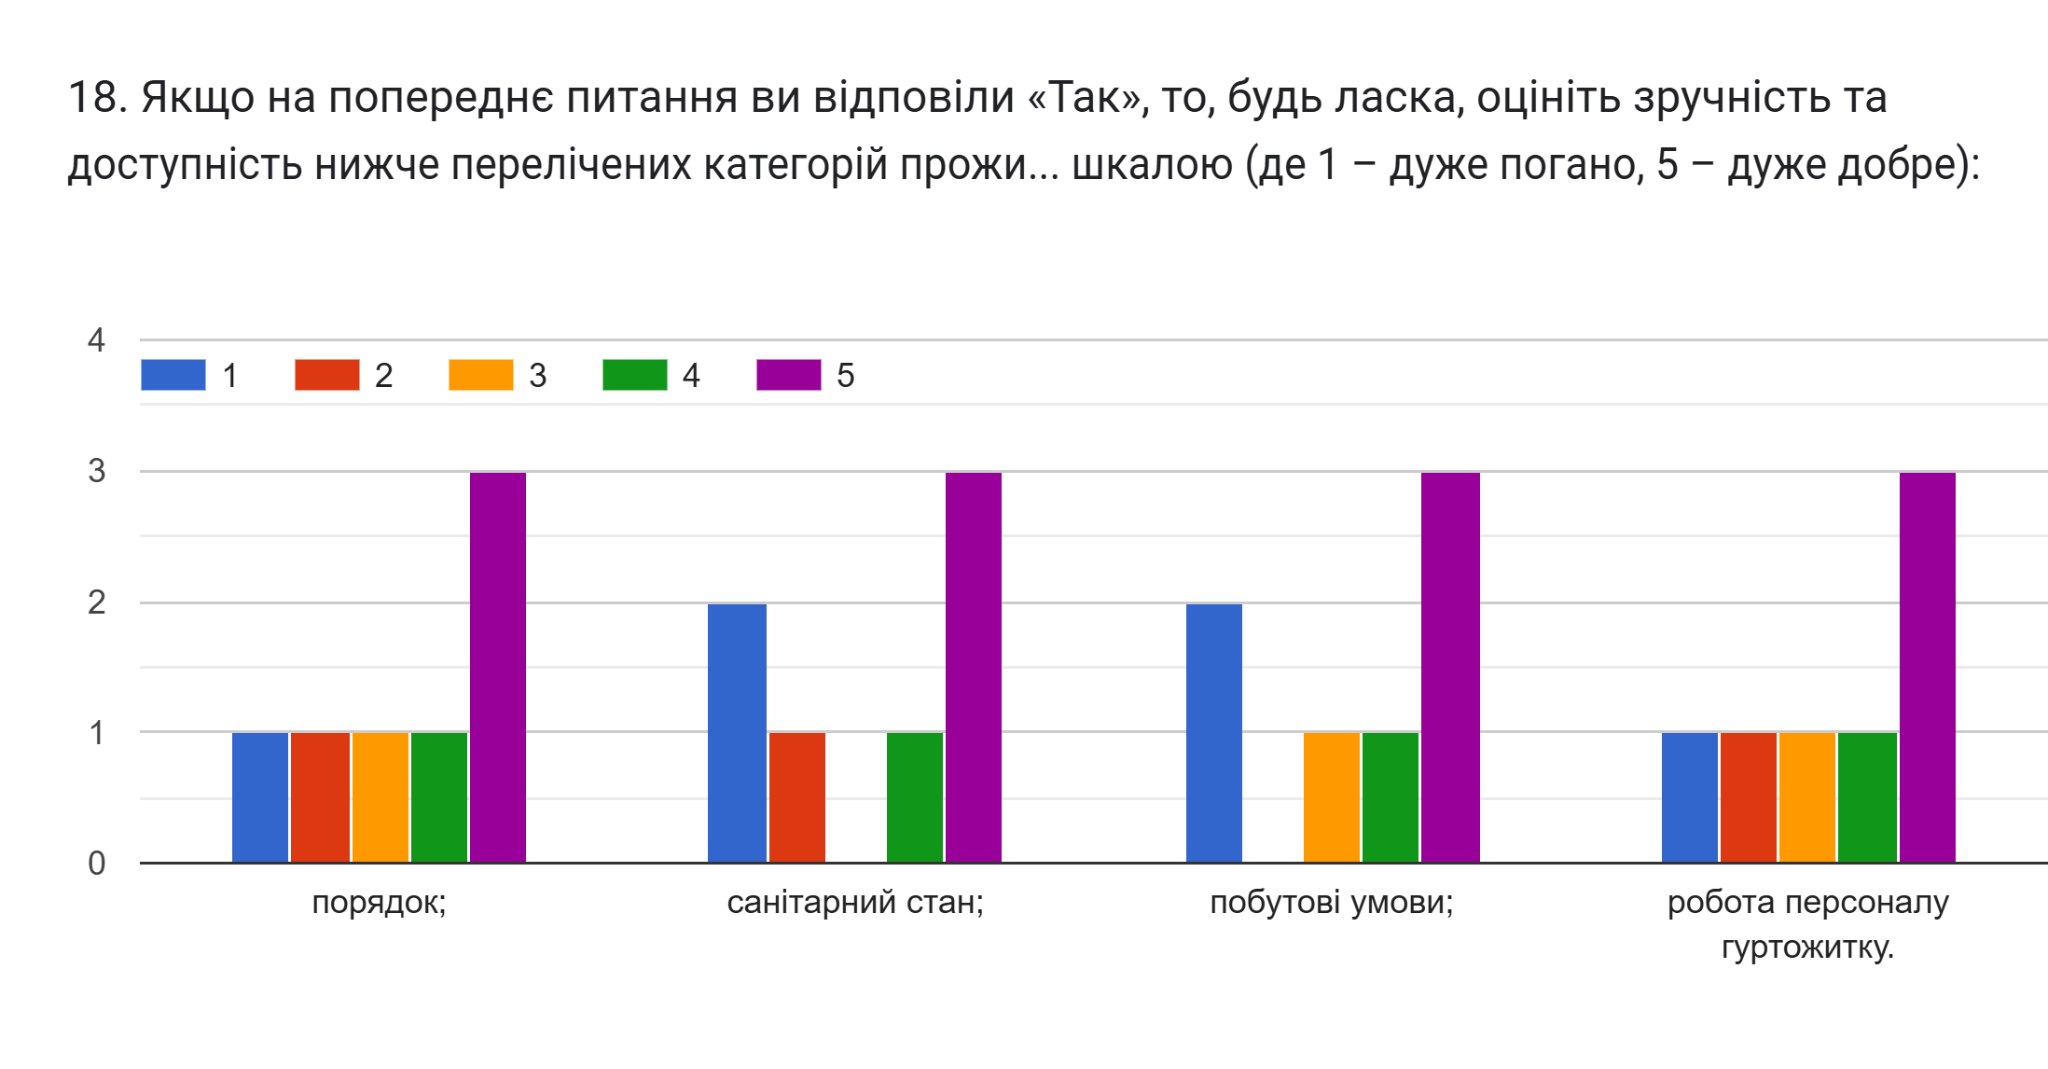 18. Якщо на попереднє питання ви відповіли «Так», то, будь ласка, оцініть зручність та
доступність нижче перелічених категорій прожи... шкалою (де 1 – дуже погано, 5 – дуже добре):
4
1 2 3 4 5
3
2
1
0
порядок; санітарний стан; побутові умови; робота персоналу
гуртожитку.